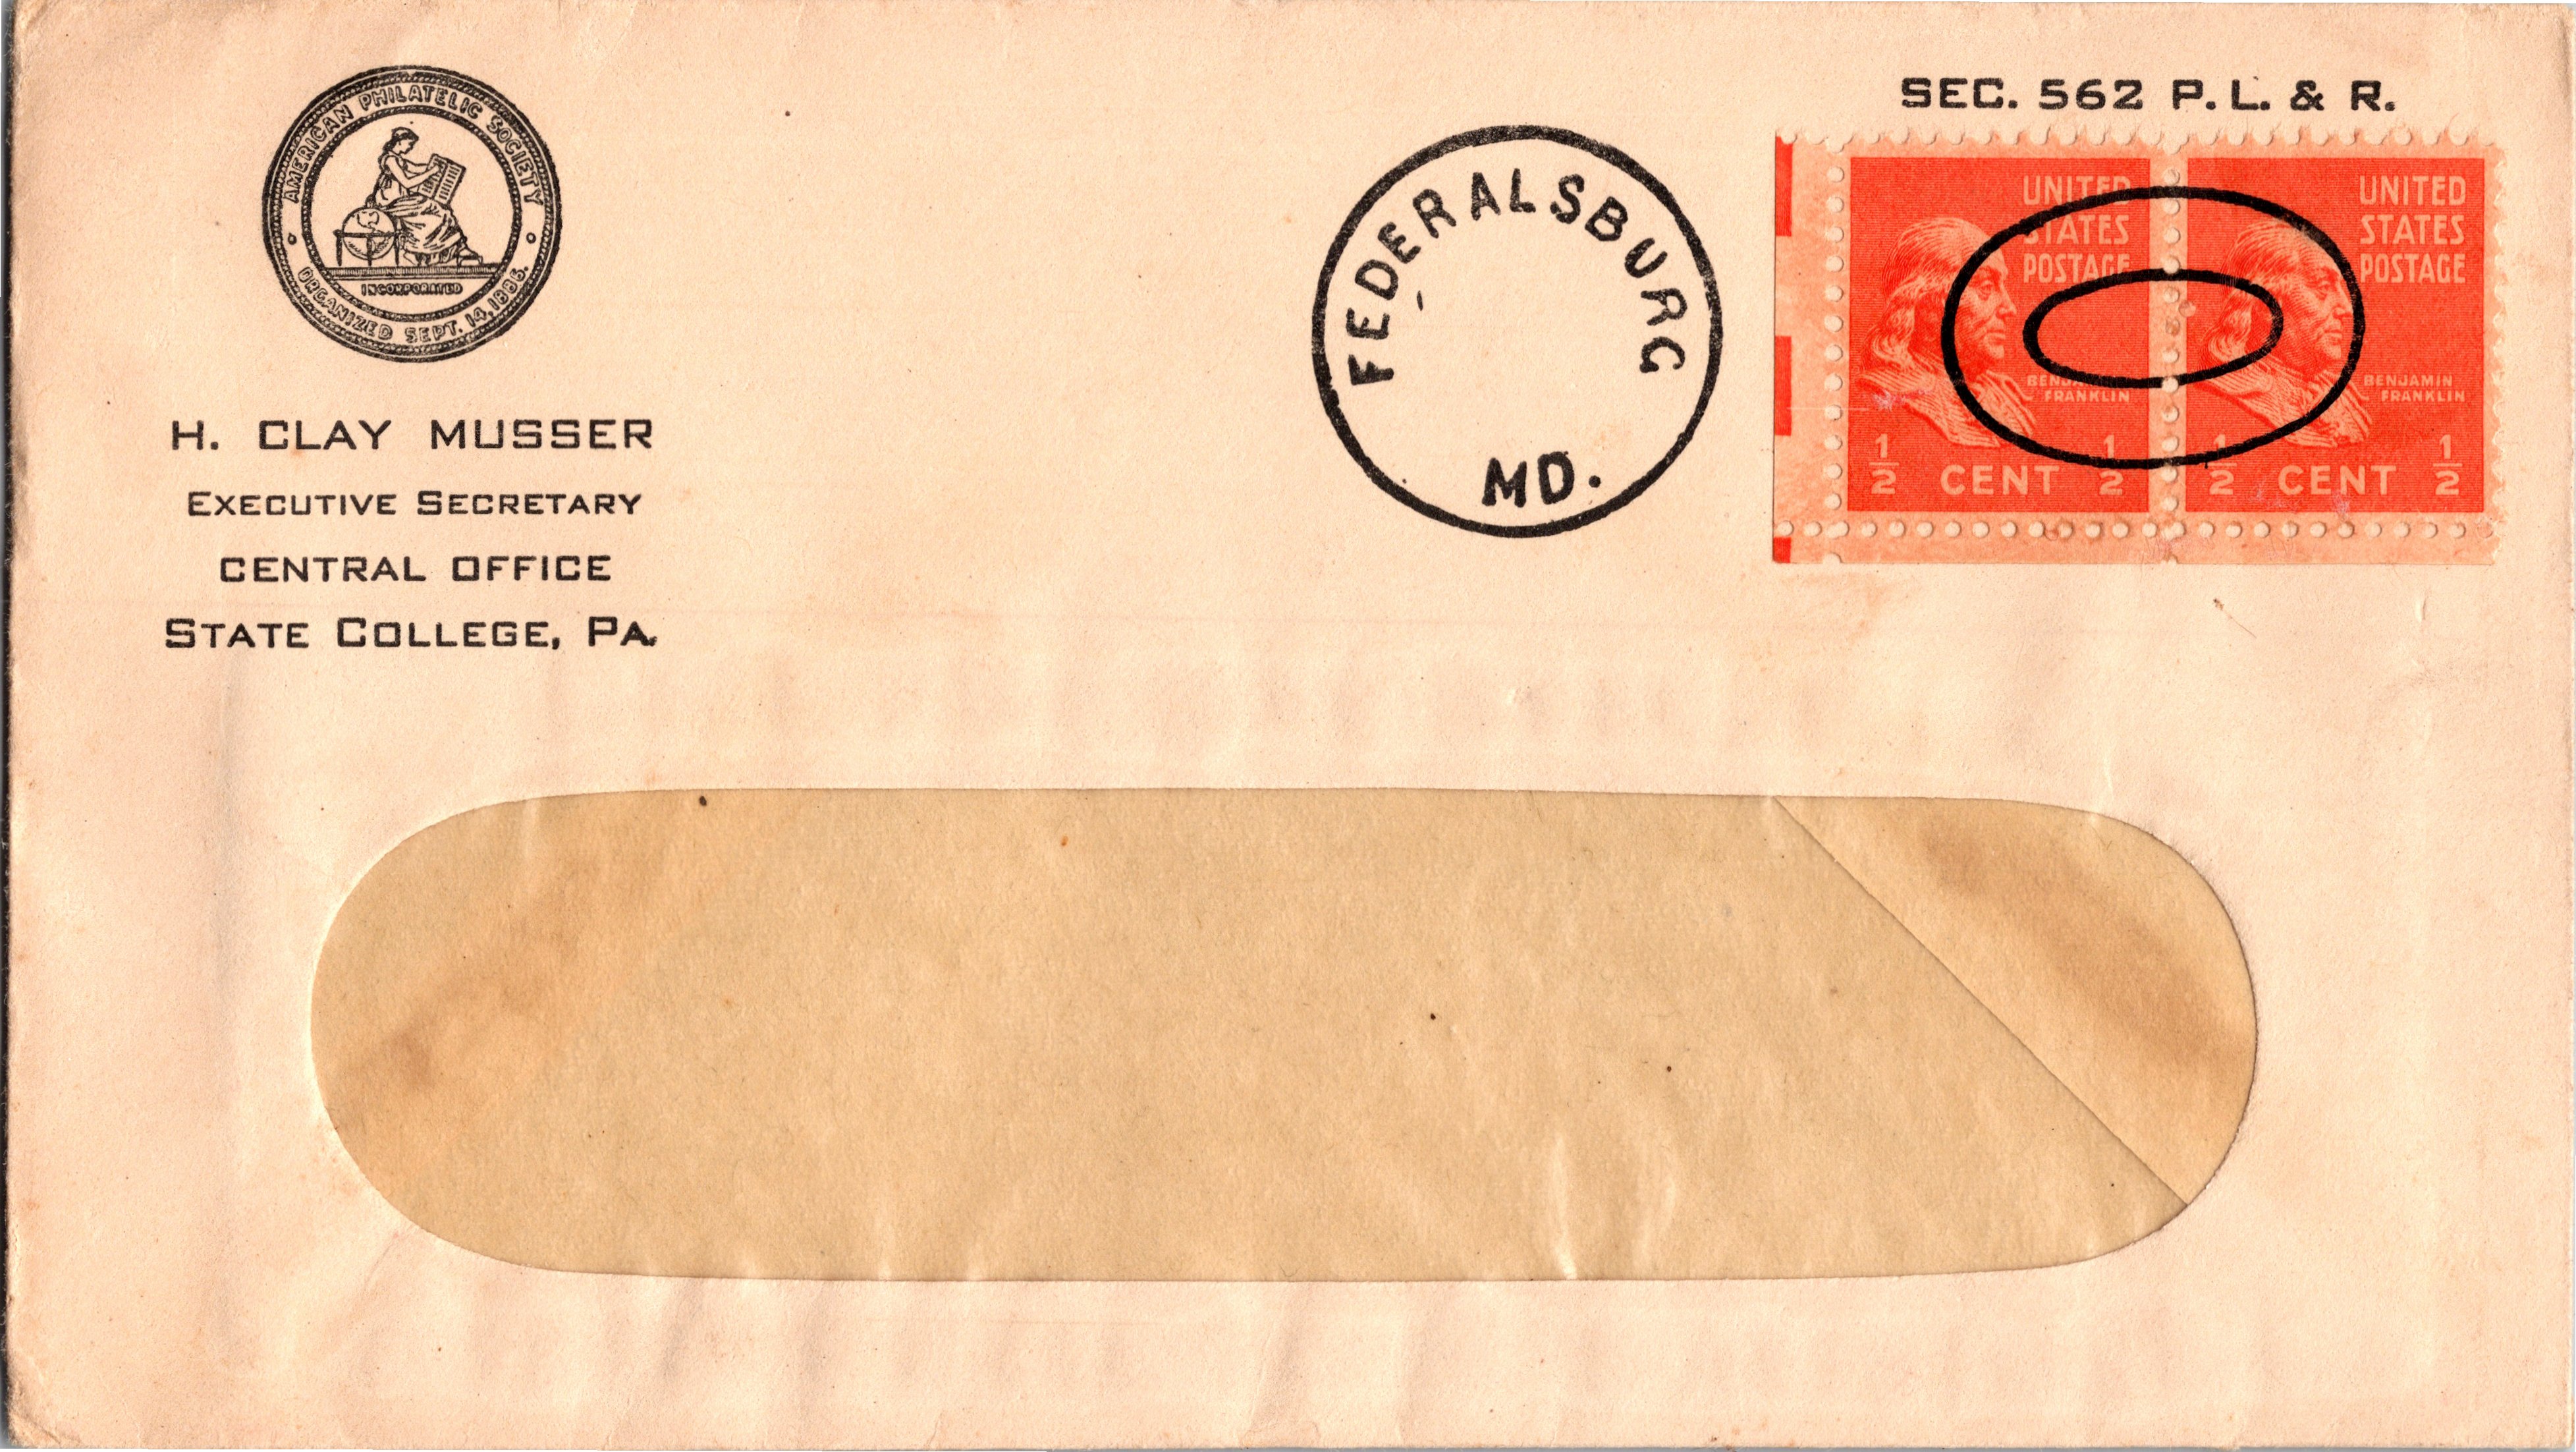 AMERICAN PHILATELIC SOCIETY
INCORPORATED
ORGANIZED SEPT. 14, 1886.
H. CLAY MUSSER
EXECUTIVE SECRETARY
CENTRAL OFFICE
STATE COLLEGE, PA.
FEDERALSBURG
MD.
SEC. 562 P. L. & R.
UNITED
STATES
POSTAGE
BENJAMIN
FRANKLIN
1/2 CENT 1/2
UNITED
STATES
POSTAGE
BENJAMIN
FRANKLIN
1/2 CENT 1/2